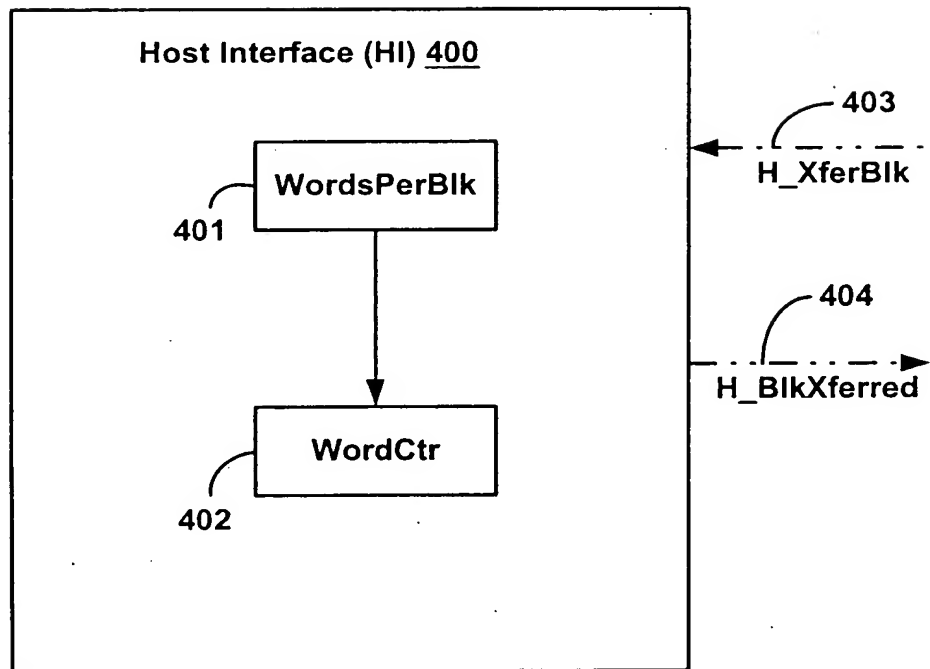 Host Interface (HI) 400
403
WordsPerBlk
H_XferBlk
401
404
H_BlkXferred
WordCtr
402